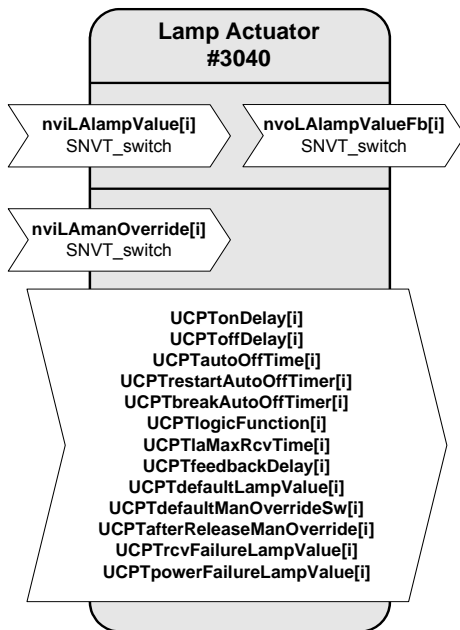 Lamp Actuator
#3040
nviLAlampValue[i]
SNVT_switch
nvoLAlampValueFb[i]
SNVT_switch
nviLAmanOverride[i]
SNVT_switch
UCPTonDelay[i]
UCPToffDelay[i]
UCPTautoOffTime[i]
UCPTrestartAutoOffTimer[i]
UCPTbreakAutoOffTimer[i]
UCPTlogicFunction[i]
UCPTlaMaxRcvTime[i]
UCPTfeedbackDelay[i]
UCPTdefaultLampValue[i]
UCPTdefaultManOverrideSw[i]
UCPTafterReleaseManOverride[i]
UCPTrcvFailureLampValue[i]
UCPTpowerFailureLampValue[i]